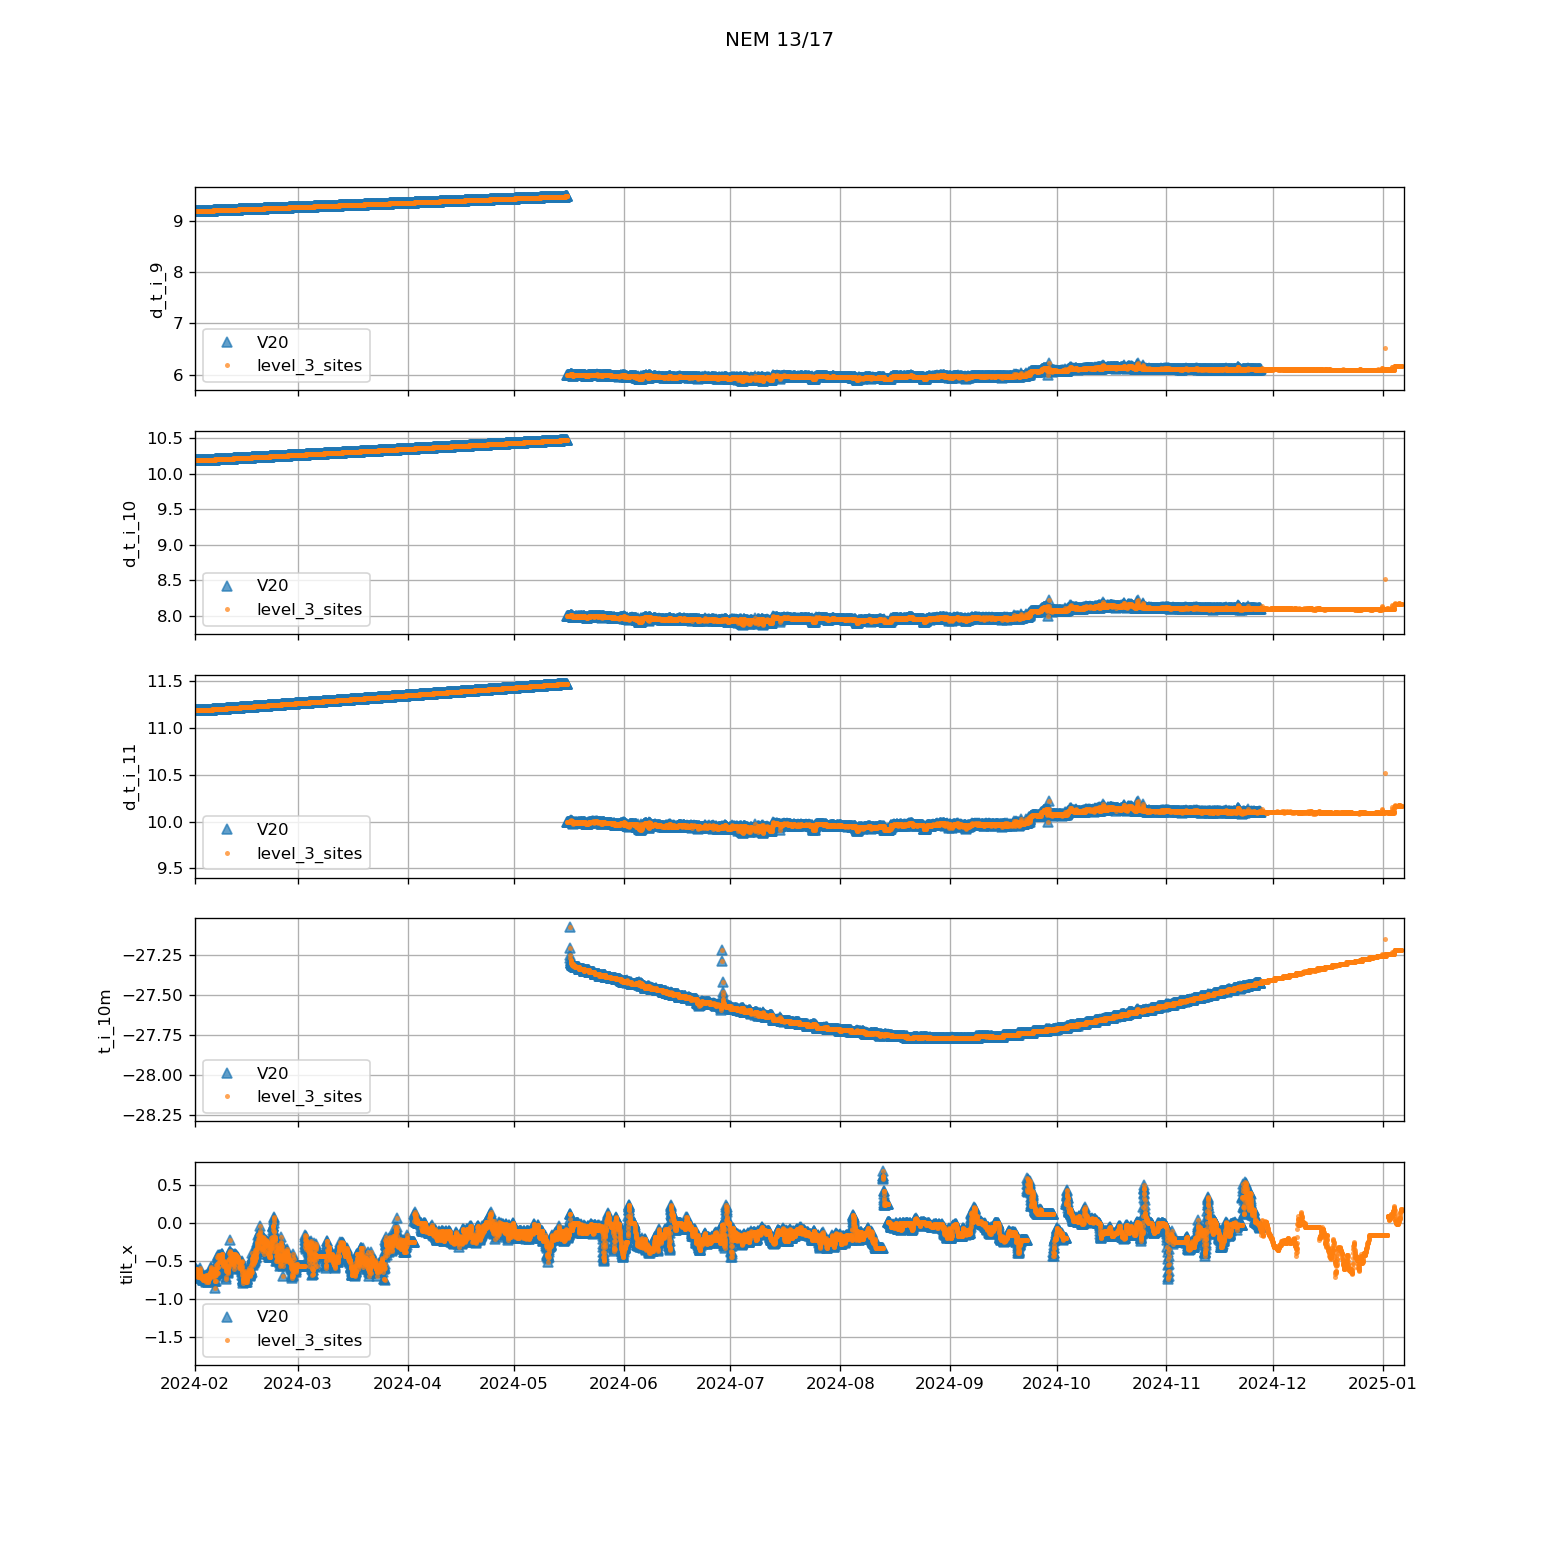 NEM 13/17
9
8
7
6
d_t_i_9
V20
level_3_sites
10.5
10.0
9.5
9.0
8.5
8.0
d_t_i_10
V20
level_3_sites
11.5
11.0
10.5
10.0
9.5
d_t_i_11
V20
level_3_sites
−27.25
−27.50
−27.75
−28.00
−28.25
t_i_10m
V20
level_3_sites
0.5
0.0
−0.5
−1.0
−1.5
tilt_x
V20
level_3_sites
2024-02 2024-03 2024-04 2024-05 2024-06 2024-07 2024-08 2024-09 2024-10 2024-11 2024-12 2025-01